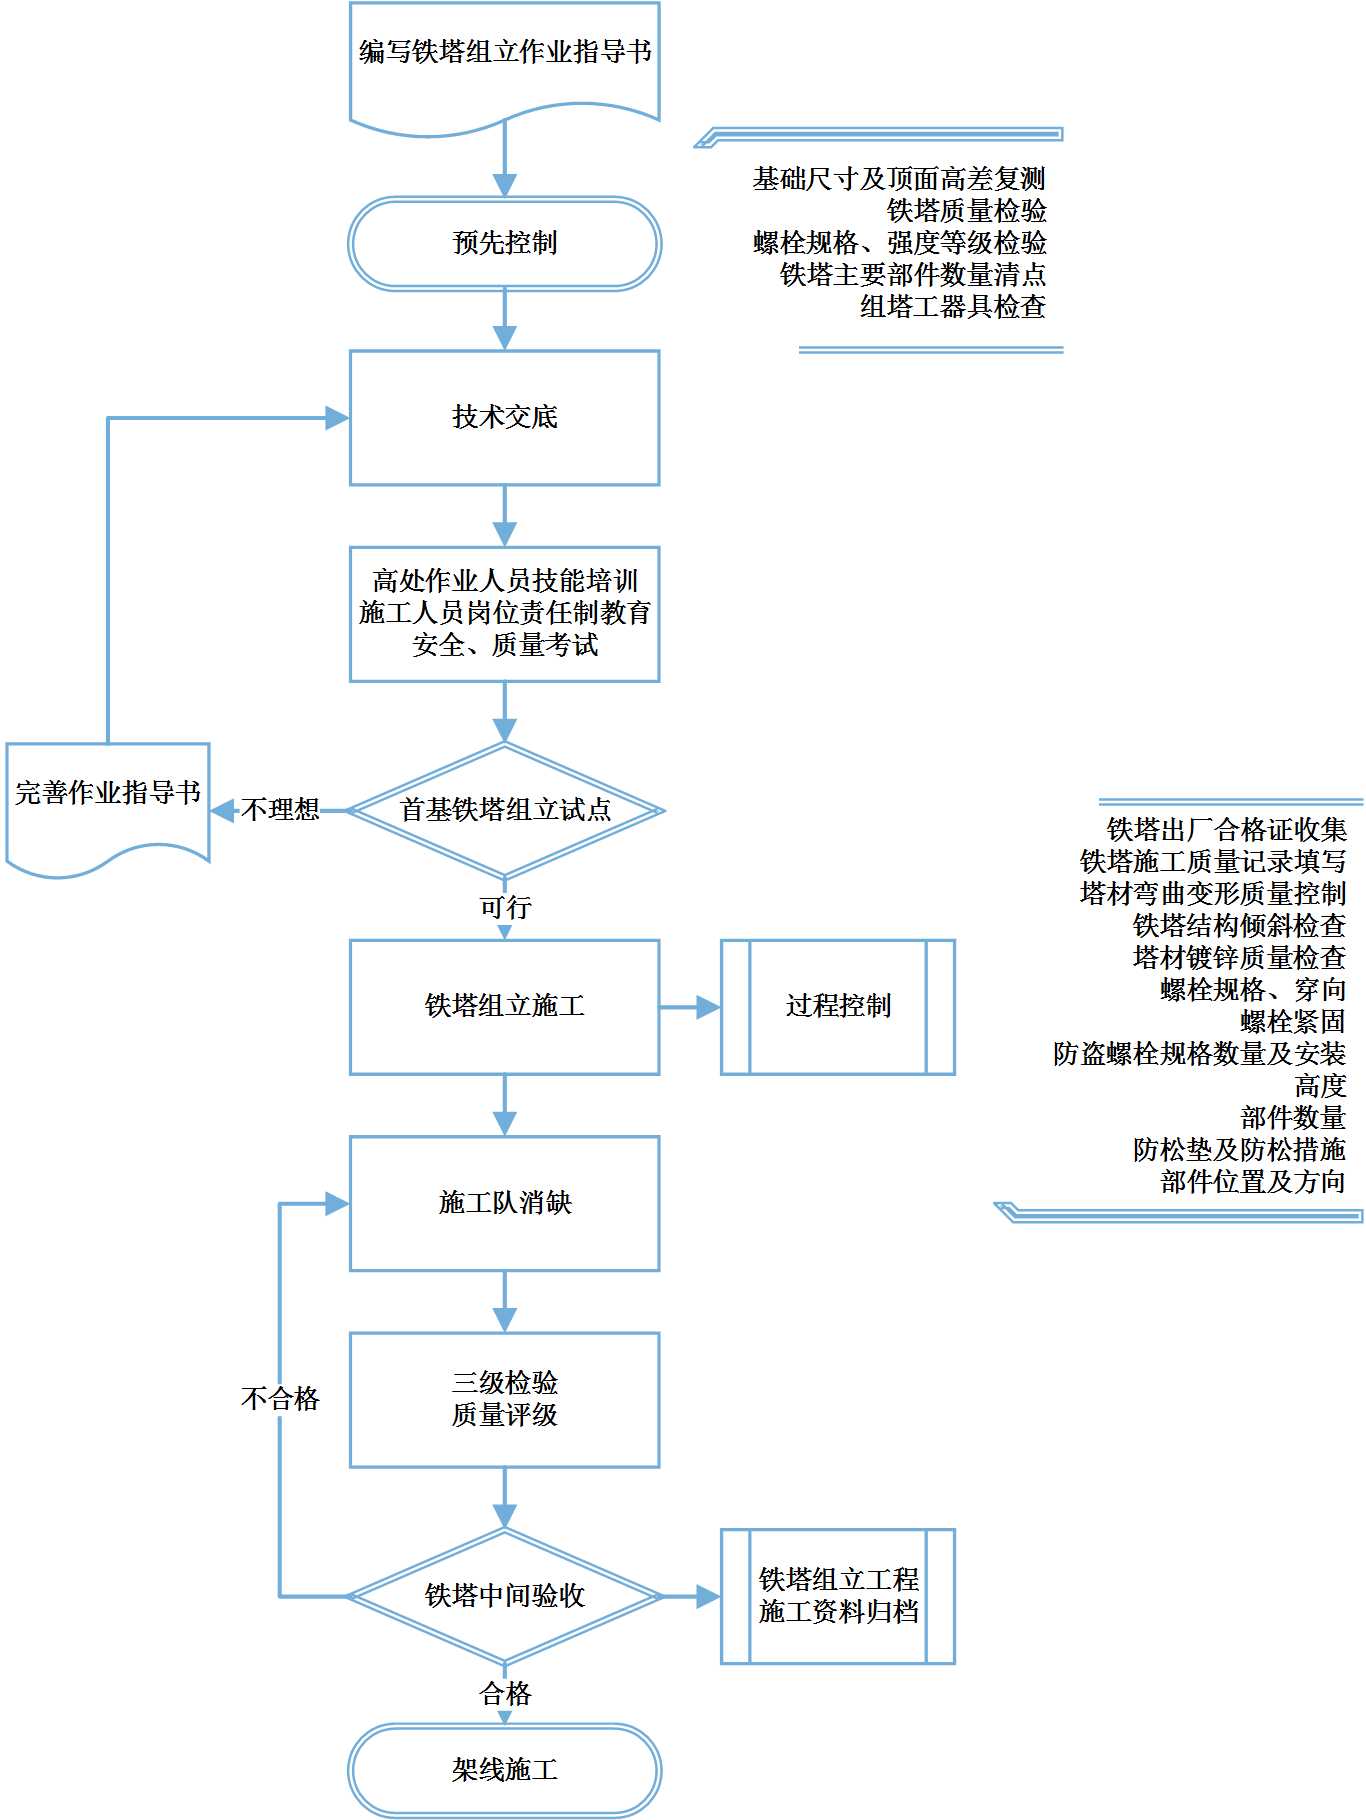 编写铁塔组立作业指导书
预先控制
基础尺寸及顶面高差复测
铁塔质量检验
螺栓规格、强度等级检验
铁塔主要部件数量清点
组塔工器具检查
技术交底
高处作业人员技能培训
施工人员岗位责任制教育
安全、质量考试
完善作业指导书
不理想
首基铁塔组立试点
可行
铁塔组立施工
过程控制
铁塔出厂合格证收集
铁塔施工质量记录填写
塔材弯曲变形质量控制
铁塔结构倾斜检查
塔材镀锌质量检查
螺栓规格、穿向
螺栓紧固
防盗螺栓规格数量及安装
高度
部件数量
防松垫及防松措施
部件位置及方向
施工队消缺
三级检验
质量评级
不合格
铁塔中间验收
铁塔组立工程
施工资料归档
合格
架线施工